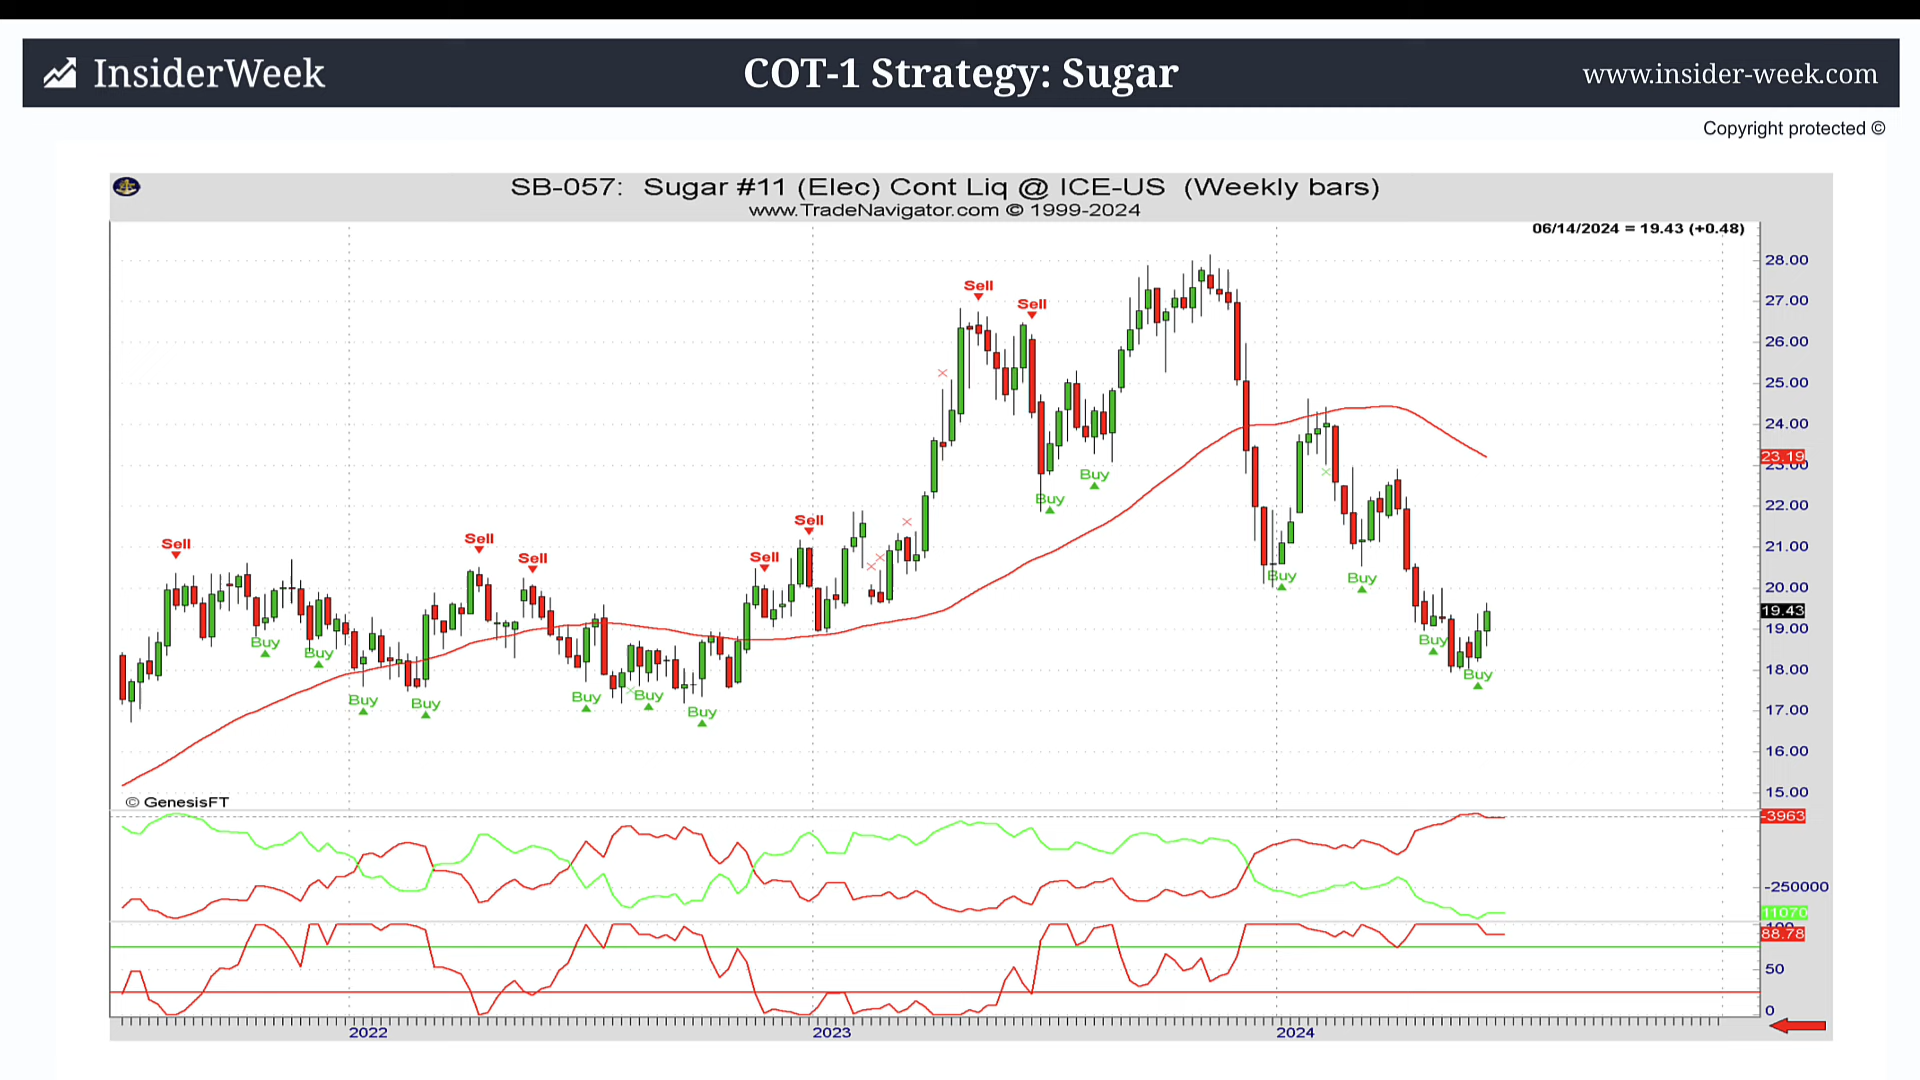 InsiderWeek
COT-1 Strategy: Sugar
www.insider-week.com
Copyright protected ©
SB-057: Sugar #11 (Elec) Cont Liq @ ICE-US (Weekly bars)
www.TradeNavigator.com © 1999-2024
06/14/2024 = 19.43 (+0.48)
28.00
Sell
27.00
Sell
26.00
25.00
24.00
23.19
23.00
Buy
22.00
Buy
Sell
21.00
Sell
Sell
Sell
Sell
20.00
Buy
Buy
19.43
19.00
Buy
Buy
Buy
18.00
Buy
Buy
Buy
Buy
Buy
Buy
17.00
16.00
15.00
© GenesisFT
-3963
-250000
11070
100
88.78
50
0
2022
2023
2024